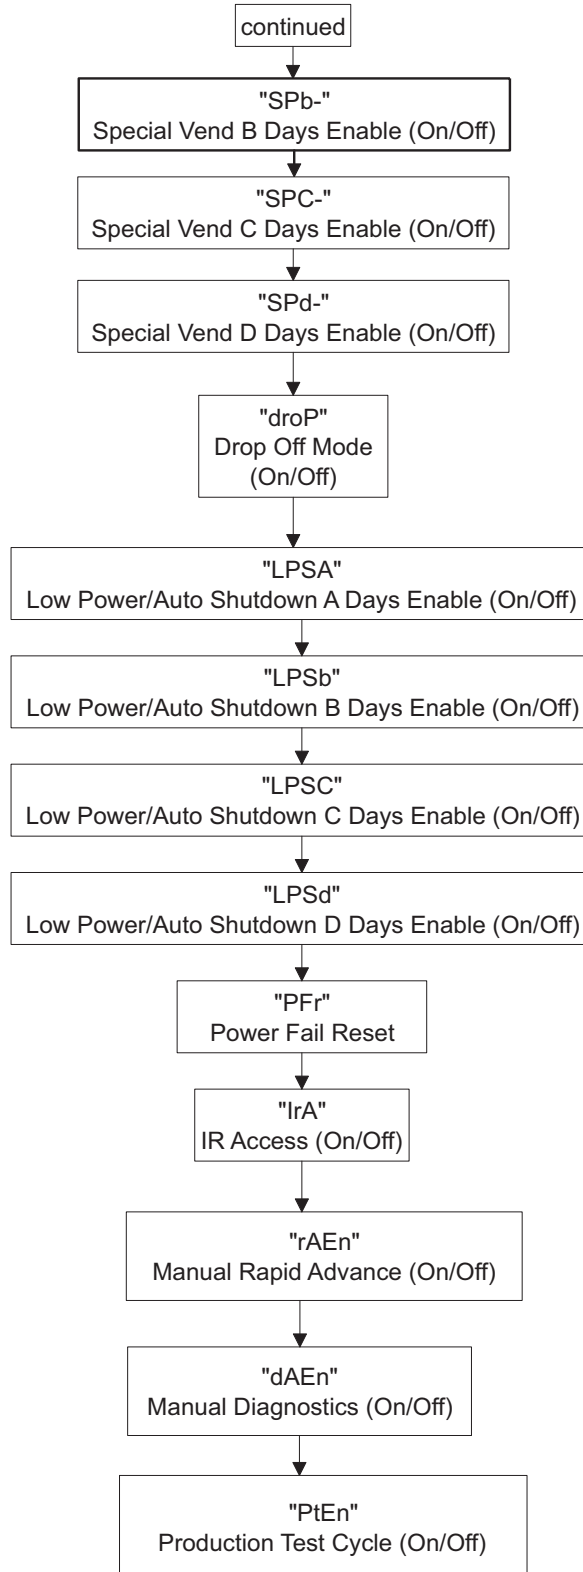 continued
"SPb-"
Special Vend B Days Enable (On/Off)
"SPC-"
Special Vend C Days Enable (On/Off)
"SPd-"
Special Vend D Days Enable (On/Off)
"droP"
Drop Off Mode
(On/Off)
"LPSA"
Low Power/Auto Shutdown A Days Enable (On/Off)
"LPSb"
Low Power/Auto Shutdown B Days Enable (On/Off)
"LPSC"
Low Power/Auto Shutdown C Days Enable (On/Off)
"LPSd"
Low Power/Auto Shutdown D Days Enable (On/Off)
"PFr"
Power Fail Reset
"IrA"
IR Access (On/Off)
"rAEn"
Manual Rapid Advance (On/Off)
"dAEn"
Manual Diagnostics (On/Off)
"PtEn"
Production Test Cycle (On/Off)